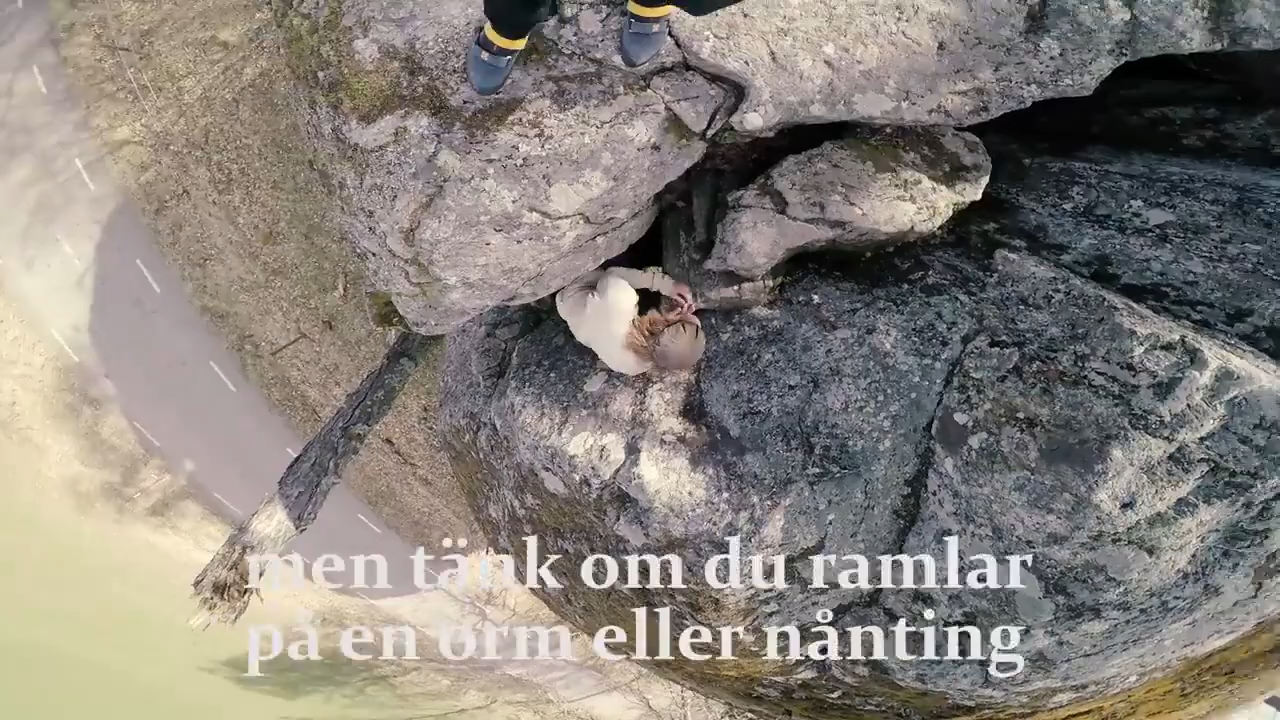 men tänk om du ramlar
på en orm eller nånting